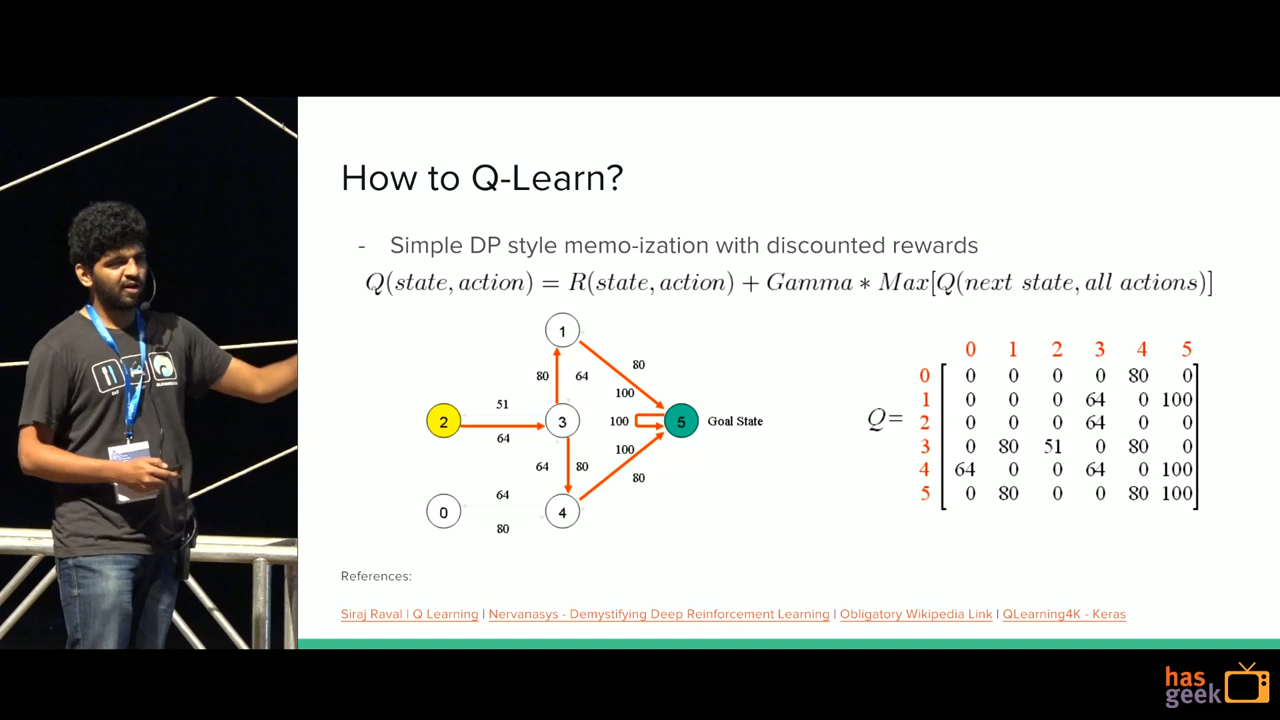 How to Q-Learn?
- Simple DP style memo-ization with discounted rewards
Q(state, action) = R(state, action) + Gamma * Max[Q(next state, all actions)]
1
80
64
80
100
51
2
3
100
5
Goal State
64
100
64
80
80
64
0
4
80
0 1 2 3 4 5
0 0 0 0 0 80 0
1 0 0 0 64 0 100
Q=
2 0 0 0 64 0 0
3 0 80 51 0 80 0
4 64 0 0 64 0 100
5 0 80 0 0 80 100
References:
Siraj Raval | Q Learning | Nervanasys - Demystifying Deep Reinforcement Learning | Obligatory Wikipedia Link | QLearning4K - Keras
has
geek